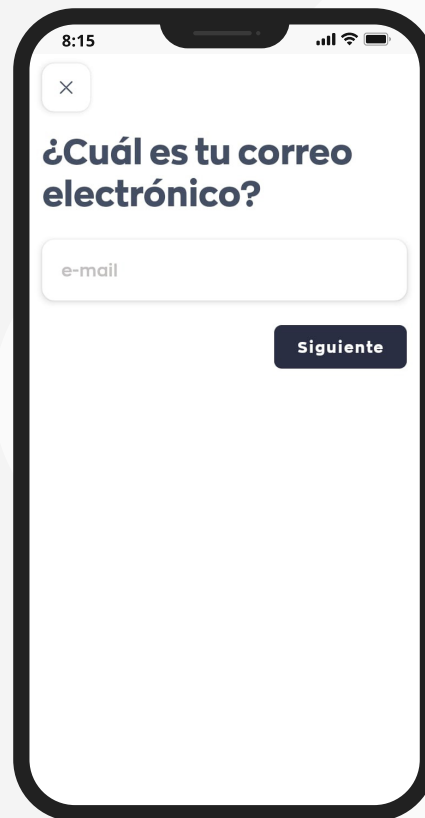 8:15
¿Cuál es tu correo
electrónico?
e-mail
Siguiente